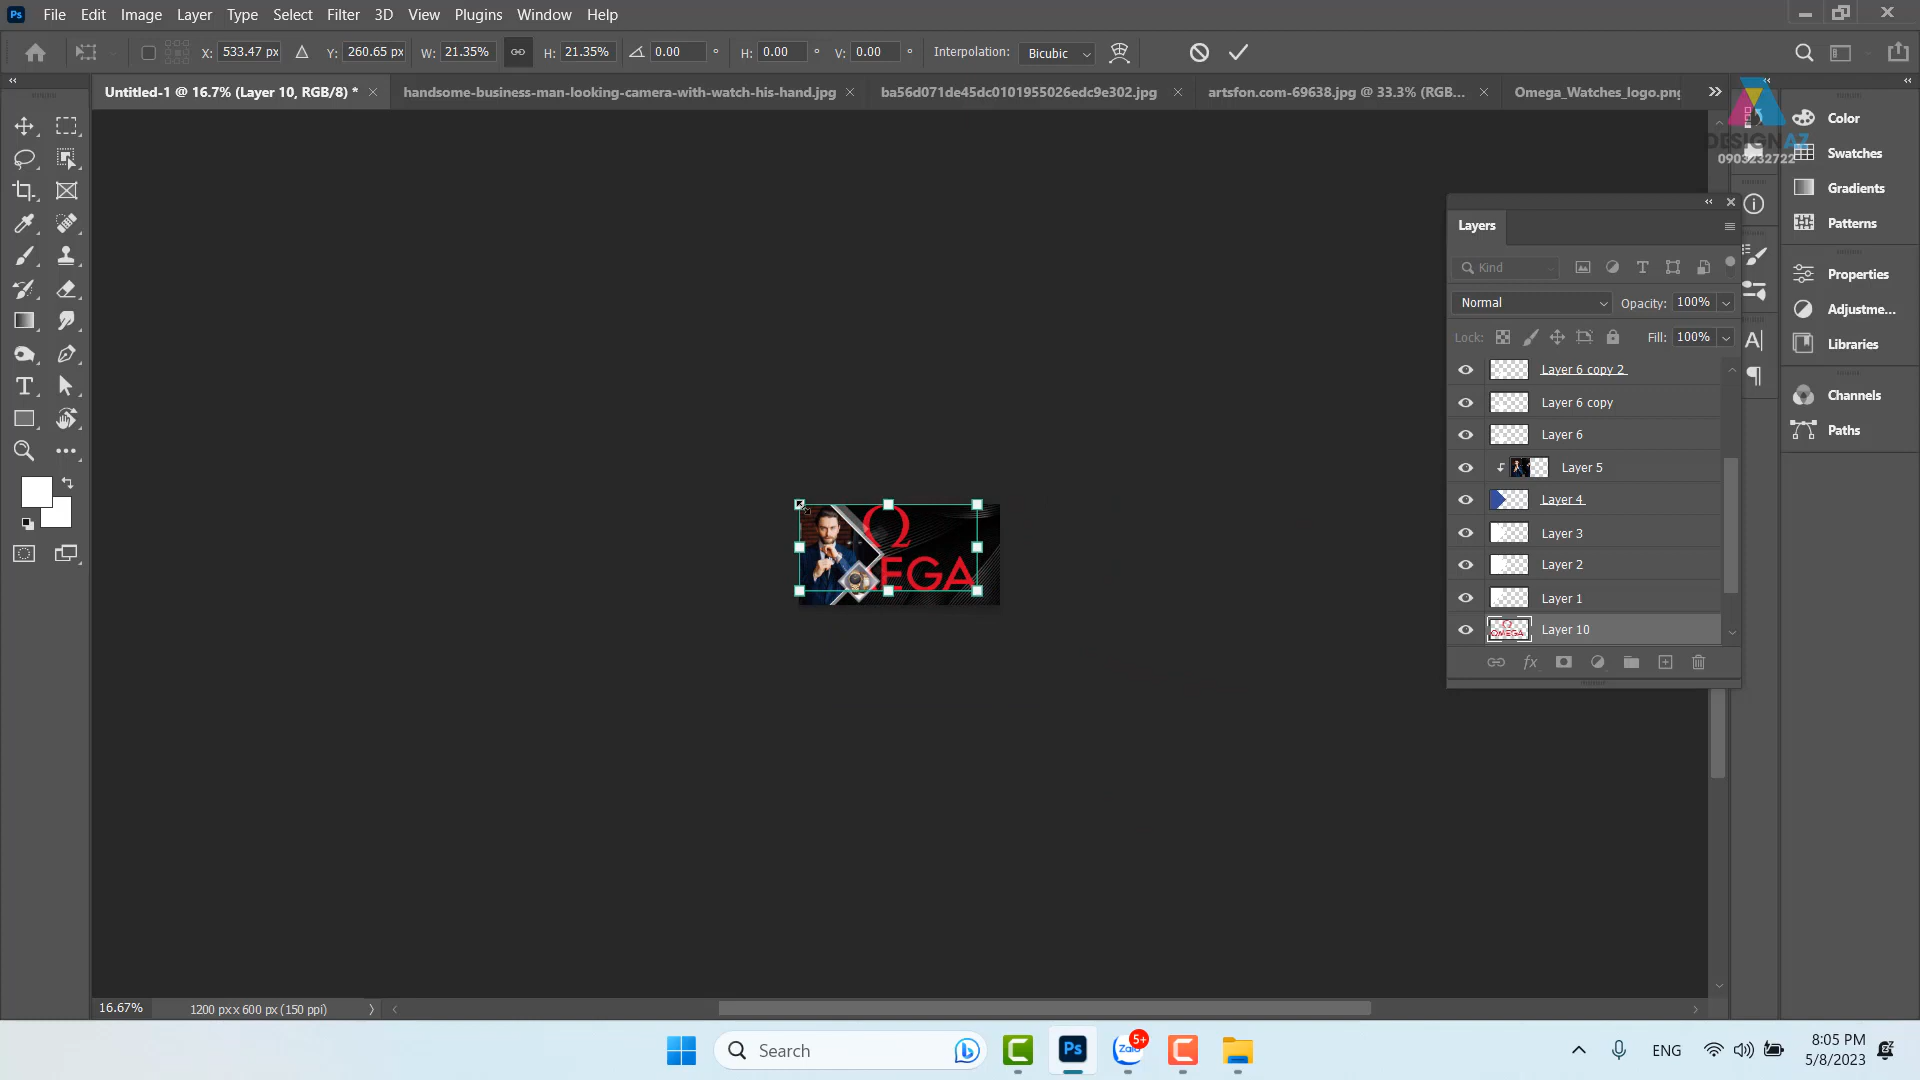 Ps File Edit Image Layer Type Select Filter 3D View Plugins Window Help
X: 533.47 px Y: 260.65 px W: 21.35% H: 21.35% 0.00 ° H: 0.00 ° V: 0.00 ° Interpolation: Bicubic
Untitled-1 @ 16.7% (Layer 10, RGB/8) * handsome-business-man-looking-camera-with-watch-his-hand.jpg ba56d071de45dc0101955026edc9e302.jpg artsfon.com-69638.jpg @ 33.3% (RGB... Omega_Watches_logo.png
DESIGNAZ
0903232722
Color
Swatches
Gradients
Patterns
Properties
Adjustme...
Libraries
Channels
Paths
Layers
Kind
Normal Opacity: 100%
Lock: Fill: 100%
Layer 6 copy 2
Layer 6 copy
Layer 6
Layer 5
Layer 4
Layer 3
Layer 2
Layer 1
Layer 10
Ω
EGA
16.67% 1200 px x 600 px (150 ppi)
Search Ps Zalo 5+ ENG 8:05 PM
5/8/2023